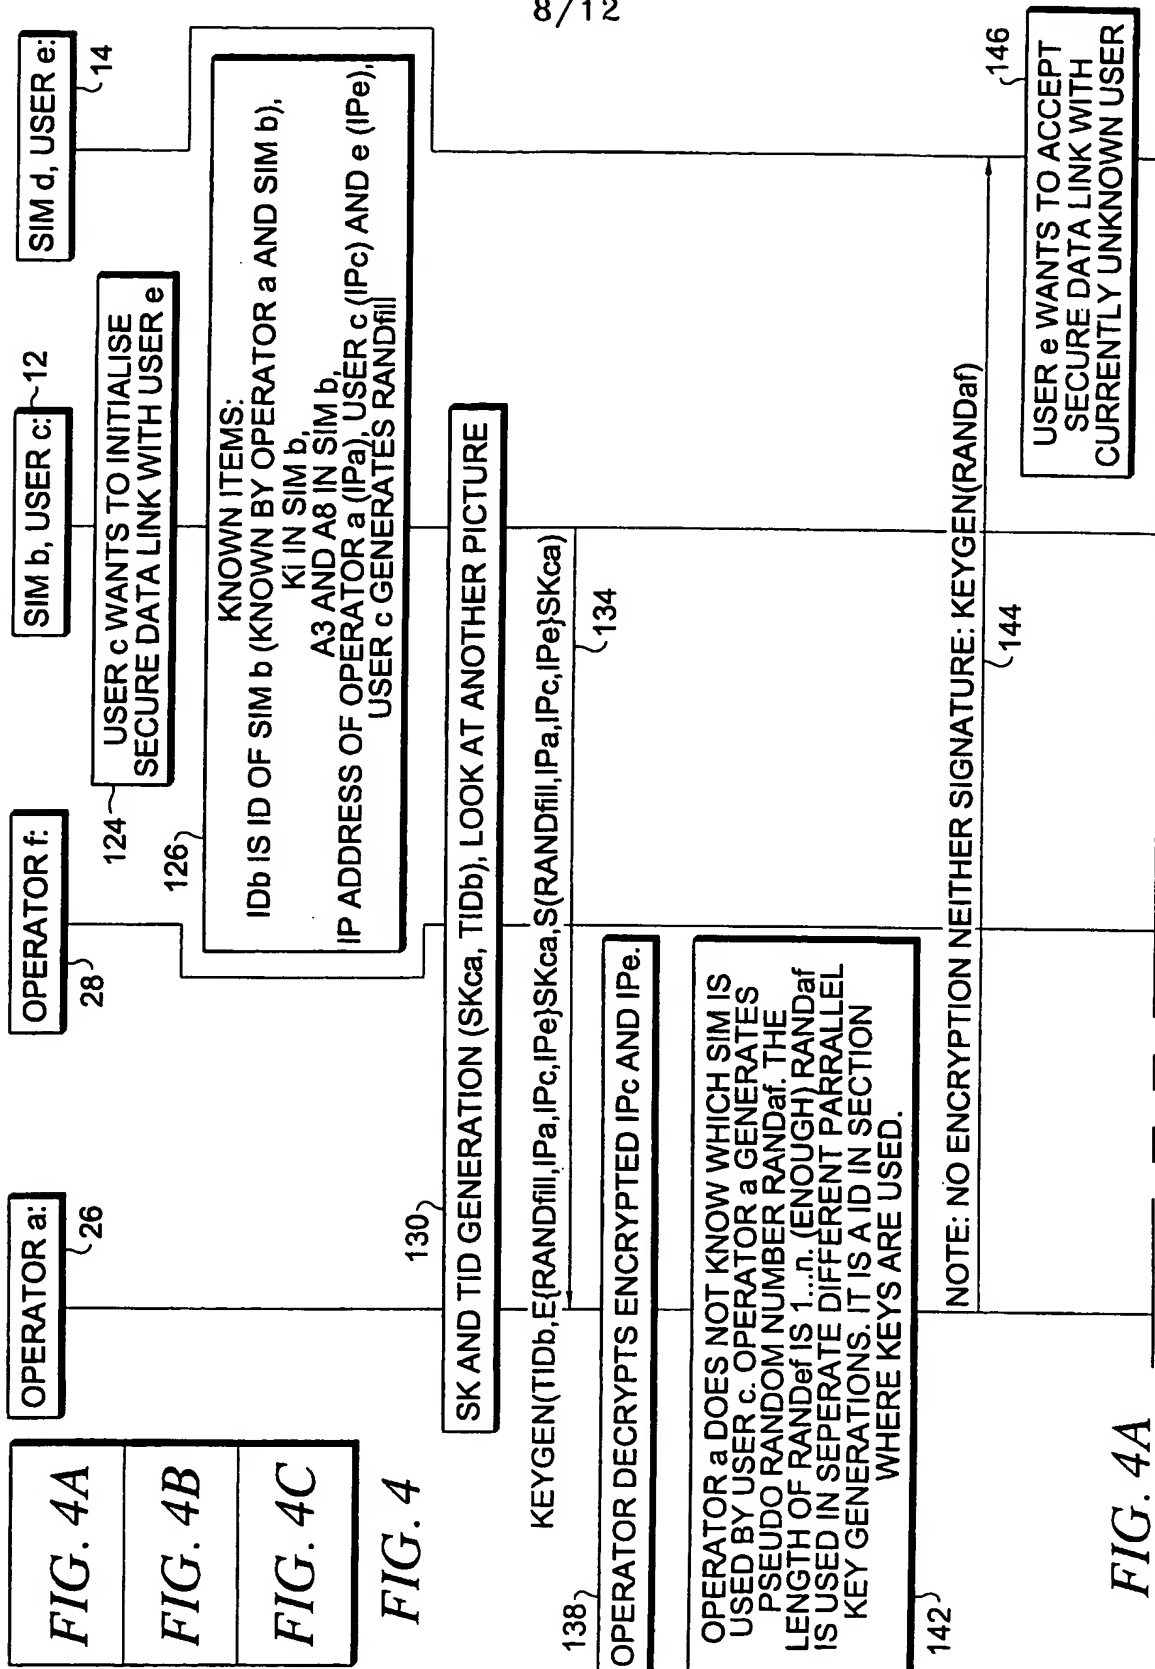 8/12
FIG. 4A
FIG. 4B
FIG. 4C
FIG. 4
OPERATOR a:
26
OPERATOR f:
28
SIM b, USER c:
12
SIM d, USER e:
14
124
USER c WANTS TO INITIALISE
SECURE DATA LINK WITH USER e
126
KNOWN ITEMS:
IDb IS ID OF SIM b (KNOWN BY OPERATOR a AND SIM b),
Ki IN SIM b,
A3 AND A8 IN SIM b,
IP ADDRESS OF OPERATOR a (IPa), USER c (IPc) AND e (IPe),
USER c GENERATES RANDfill
130
SK AND TID GENERATION (SKca, TIDb), LOOK AT ANOTHER PICTURE
KEYGEN(TIDb,E{RANDfill,IPa,IPc,IPe}SKca,S(RANDfill,IPa,IPc,IPe}SKca)
134
138
OPERATOR DECRYPTS ENCRYPTED IPc AND IPe.
OPERATOR a DOES NOT KNOW WHICH SIM IS
USED BY USER c. OPERATOR a GENERATES
PSEUDO RANDOM NUMBER RANDaf. THE
LENGTH OF RANDef IS 1...n. (ENOUGH) RANDaf
IS USED IN SEPERATE DIFFERENT PARRALLEL
KEY GENERATIONS. IT IS A ID IN SECTION
WHERE KEYS ARE USED.
142
NOTE: NO ENCRYPTION NEITHER SIGNATURE: KEYGEN(RANDaf)
144
146
USER e WANTS TO ACCEPT
SECURE DATA LINK WITH
CURRENTLY UNKNOWN USER
FIG. 4A